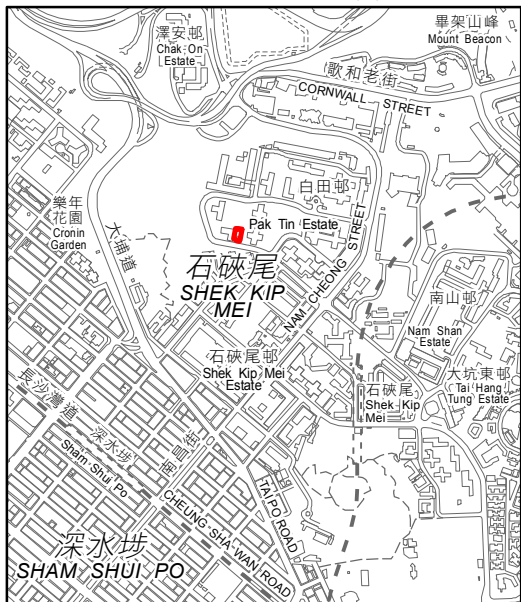 澤安邨
Chak On
Estate
畢架山峰
Mount Beacon
歌和老街
CORNWALL STREET
樂年
花園
Cronin
Garden
大埔道
白田邨
Pak Tin Estate
NAM CHEONG STREET
石硤尾
SHEK KIP
MEI
南山邨
Nam Shan
Estate
石硤尾邨
Shek Kip Mei
Estate
石硤尾
Shek Kip
Mei
大坑東邨
Tai Hang
Tung Estate
長沙灣道
深水埗
Sham Shui Po
南昌街
CHEUNG SHA WAN ROAD
TAI PO ROAD
深水埗
SHAM SHUI PO